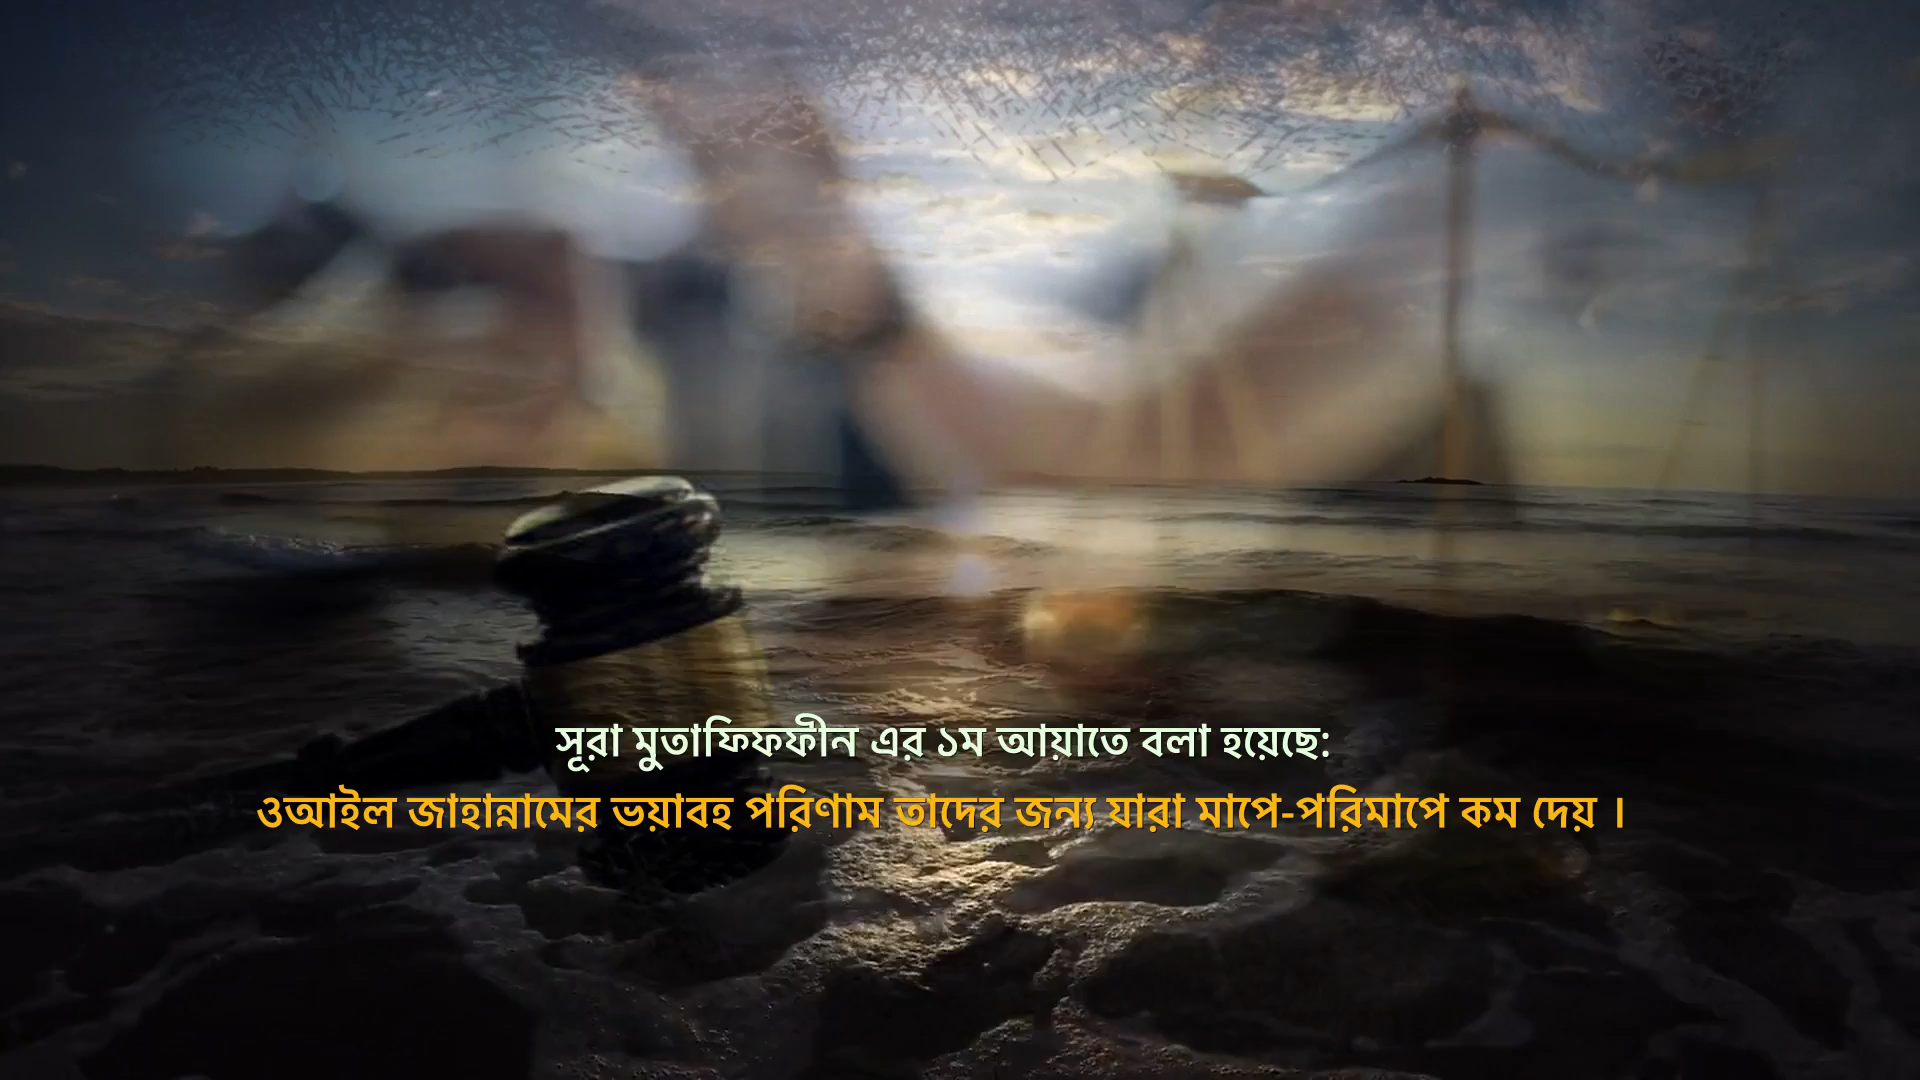 সূরা মুতাফিফফীন এর ১ম আয়াতে বলা হয়েছে:
ওআইল জাহান্নামের ভয়াবহ পরিণাম তাদের জন্য যারা মাপে-পরিমাপে কম দেয় ।